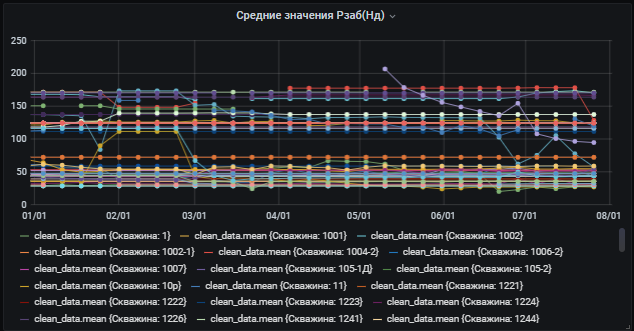 Средние значения Рзаб(Нд)
250
200
150
100
50
0
01/01 02/01 03/01 04/01 05/01 06/01 07/01 08/01
clean_data.mean {Скважина: 1} clean_data.mean {Скважина: 1001} clean_data.mean {Скважина: 1002}
clean_data.mean {Скважина: 1002-1} clean_data.mean {Скважина: 1004-2} clean_data.mean {Скважина: 1006-2}
clean_data.mean {Скважина: 1007} clean_data.mean {Скважина: 105-1Д} clean_data.mean {Скважина: 105-2}
clean_data.mean {Скважина: 10р} clean_data.mean {Скважина: 11} clean_data.mean {Скважина: 1221}
clean_data.mean {Скважина: 1222} clean_data.mean {Скважина: 1223} clean_data.mean {Скважина: 1224}
clean_data.mean {Скважина: 1226} clean_data.mean {Скважина: 1241} clean_data.mean {Скважина: 1244}